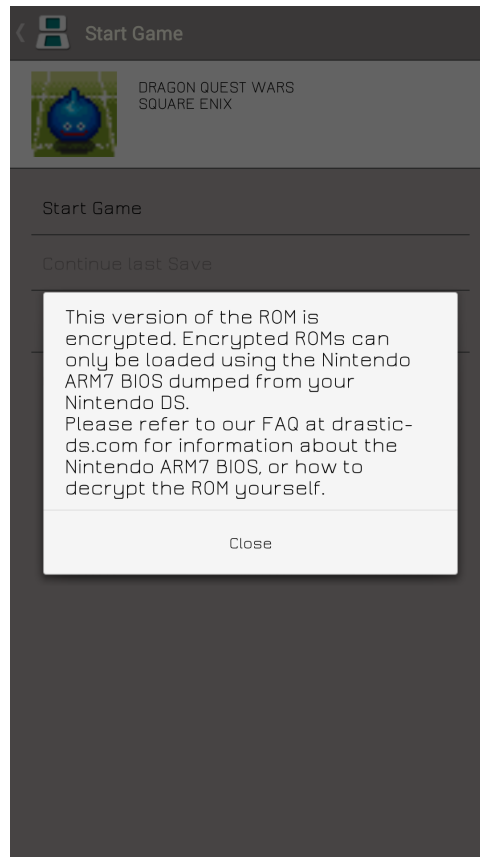 Start Game
DRAGON QUEST WARS
SQUARE ENIX
Start Game
Continue last Save
This version of the ROM is
encrypted. Encrypted ROMs can
only be loaded using the Nintendo
ARM7 BIOS dumped from your
Nintendo DS.
Please refer to our FAQ at drastic-
ds.com for information about the
Nintendo ARM7 BIOS, or how to
decrypt the ROM yourself.
Close